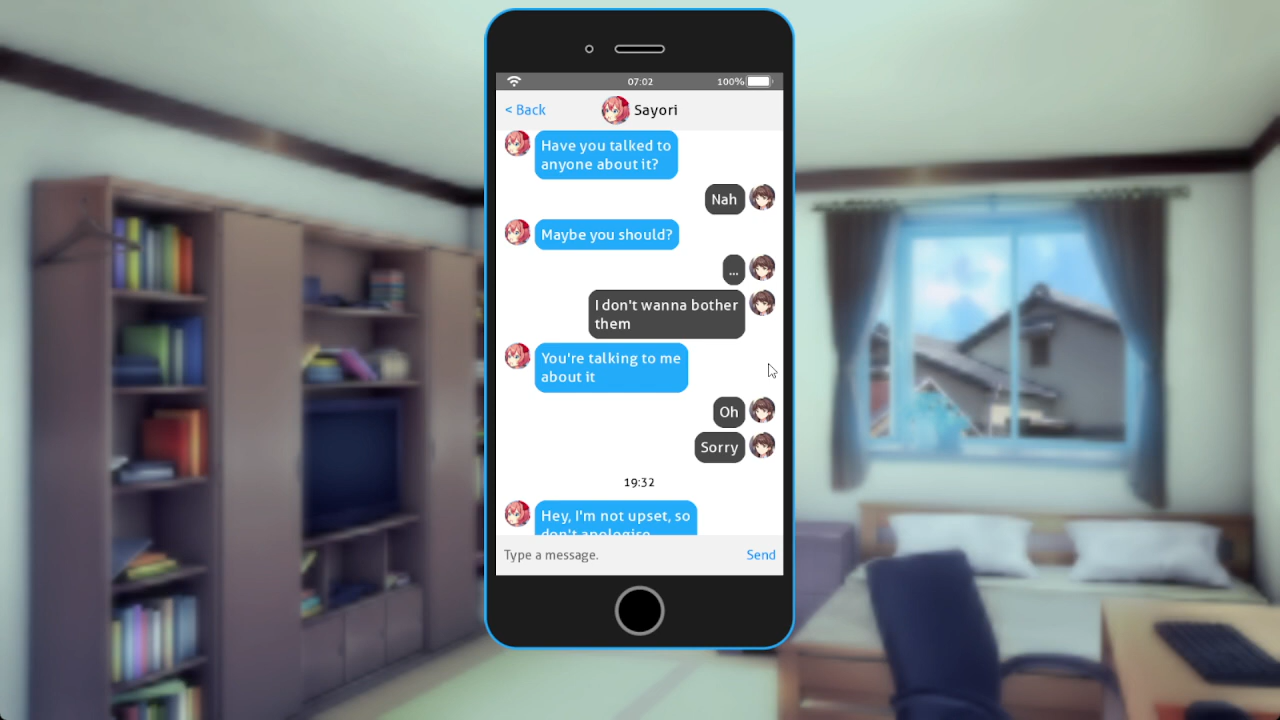 07:02
100%
< Back
Sayori
Have you talked to
anyone about it?
Nah
Maybe you should?
...
I don't wanna bother
them
You're talking to me
about it
Oh
Sorry
19:32
Hey, I'm not upset, so
don't apologise
Type a message.
Send